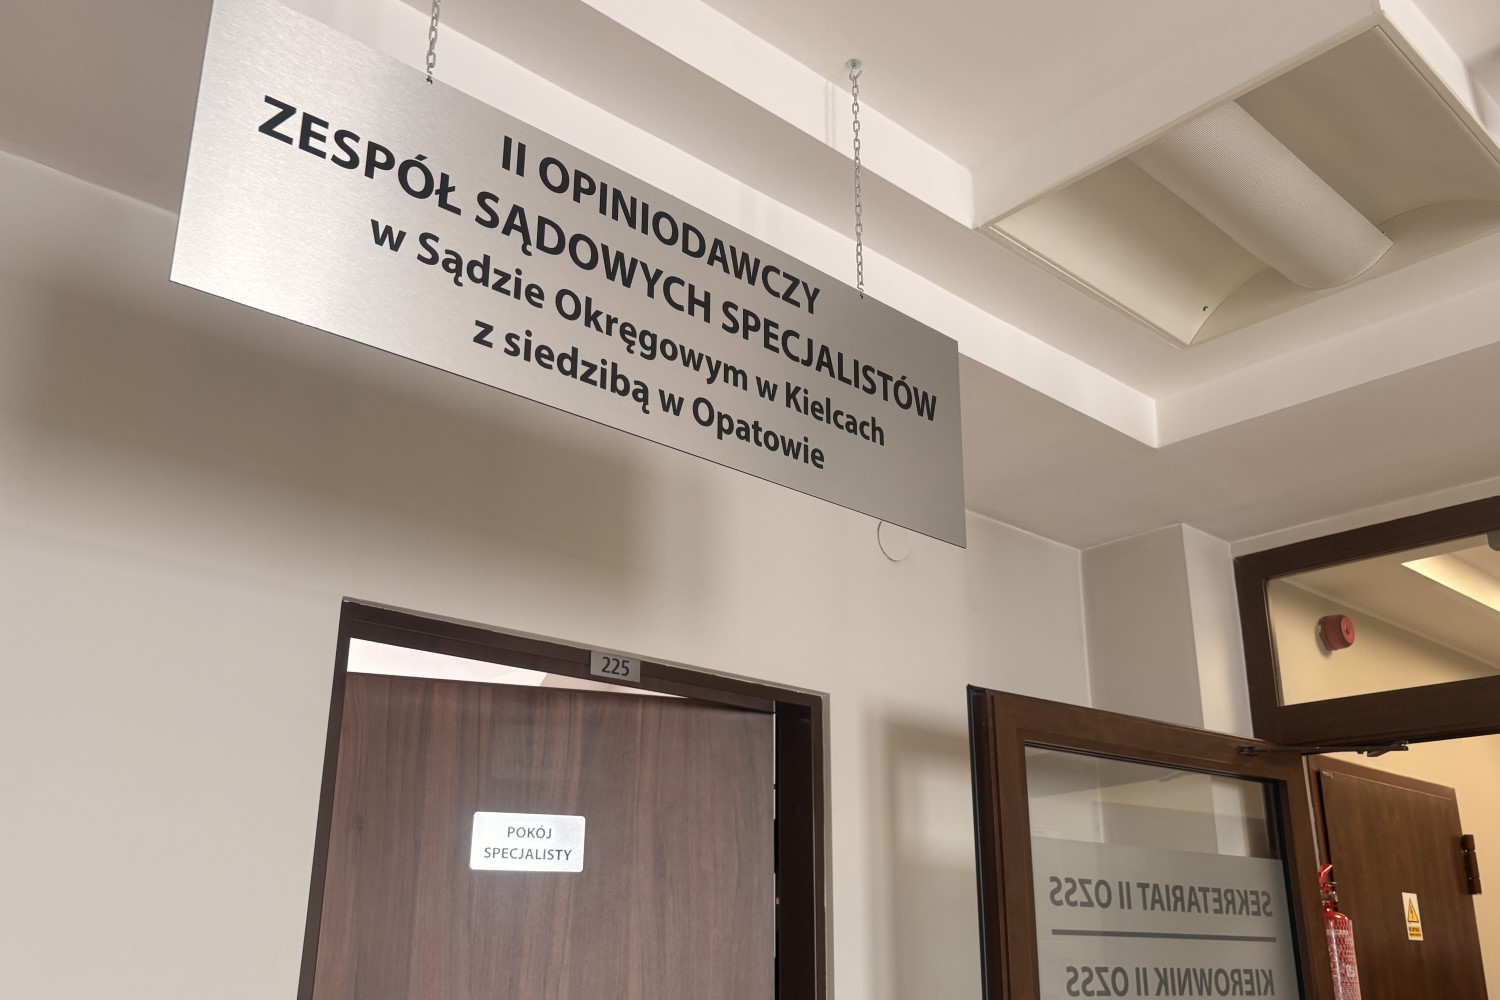 II OPINIODAWCZY
ZESPÓŁ SĄDOWYCH SPECJALISTÓW
w Sądzie Okręgowym w Kielcach
z siedzibą w Opatowie
225
POKÓJ
SPECJALISTY
SEKRETARIAT II OZSS
KIEROWNIK II OZSS